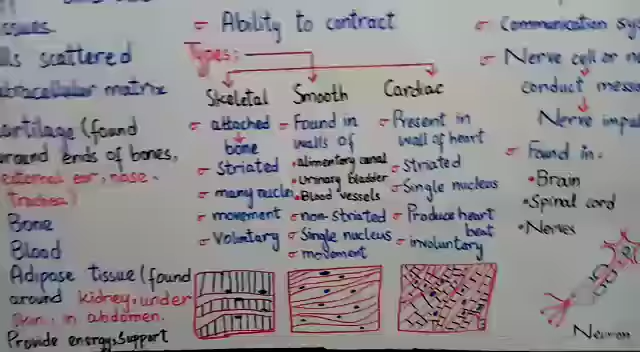 issues
lls scattered
extracellular matrix
cartilage (found
around ends of bones,
external ear, nose,
trachea)
Bone
Blood
Adipose tissue (found
around kidney, under
skin, in abdomen.
Provide energy, support
Ability to contract
Types:
Skeletal
attached
bone
Striated
many nuclei
movement
Voluntary
Smooth
Found in
walls of
• alimentary canal
• Urinary bladder
• Blood vessels
non-striated
Single nucleus
movement
Cardiac
Present in
wall of heart
Striated
Single nucleus
Produce heart
beat
involuntary
Communication sy
Nerve cell or n
conduct mess
Nerve impu
Found in.
• Brain
• Spinal cord
• Nerves
Neuron